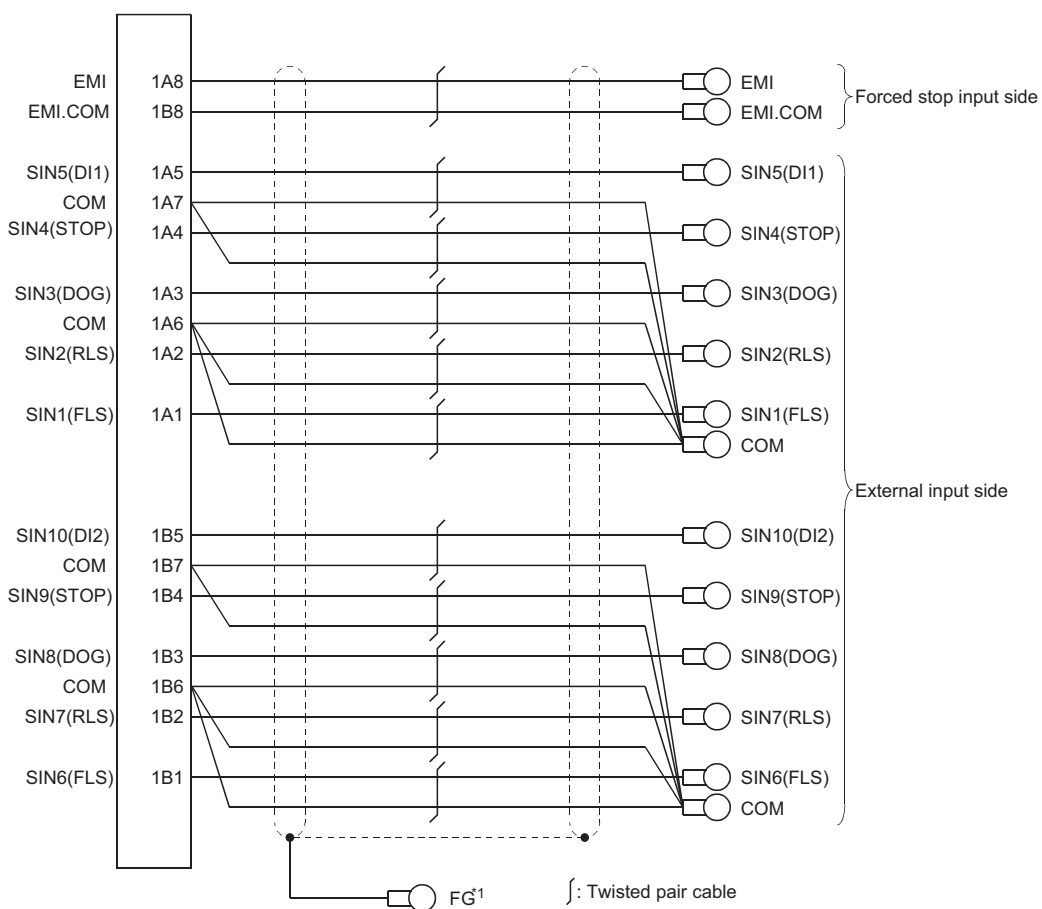 EMI 1A8 EMI
EMI.COM 1B8 EMI.COM
Forced stop input side
SIN5(DI1) 1A5 SIN5(DI1)
COM 1A7
SIN4(STOP) 1A4 SIN4(STOP)
SIN3(DOG) 1A3 SIN3(DOG)
COM 1A6
SIN2(RLS) 1A2 SIN2(RLS)
SIN1(FLS) 1A1 SIN1(FLS)
COM
External input side
SIN10(DI2) 1B5 SIN10(DI2)
COM 1B7
SIN9(STOP) 1B4 SIN9(STOP)
SIN8(DOG) 1B3 SIN8(DOG)
COM 1B6
SIN7(RLS) 1B2 SIN7(RLS)
SIN6(FLS) 1B1 SIN6(FLS)
COM
FG*1
: Twisted pair cable